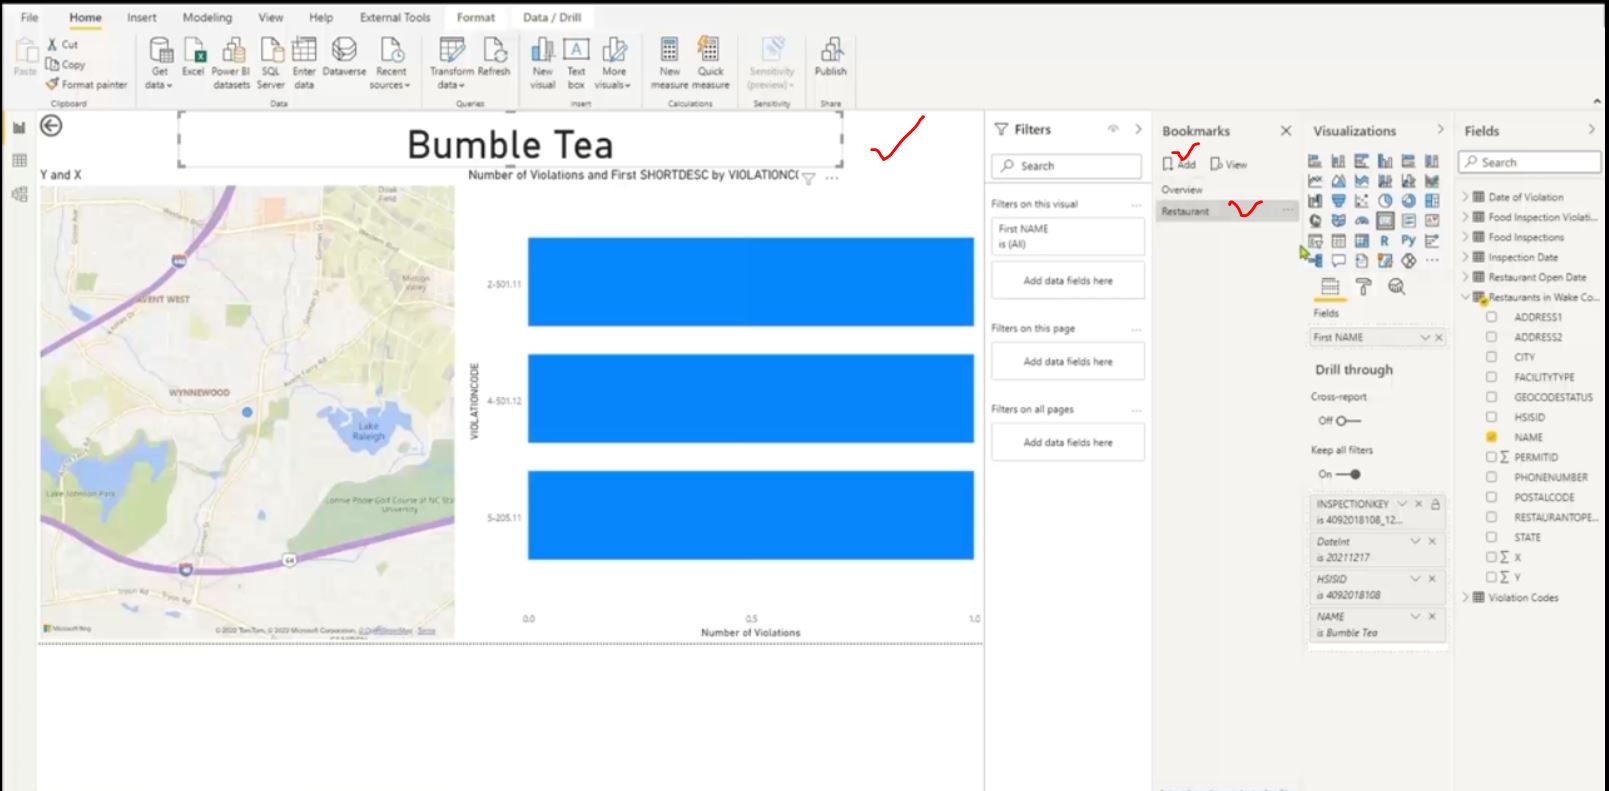 File Home Insert Modeling View Help External Tools Format Data / Drill
Paste
Cut
Copy
Format painter
Clipboard
Get data
Excel
Power BI datasets
SQL Server
Enter data
Dataverse
Recent sources
Data
Transform data
Refresh
Queries
New visual
Text box
More visuals
Insert
New measure
Quick measure
Calculations
Sensitivity (preview)
Sensitivity
Publish
Share
Bumble Tea
Y and X
AVENT WEST
WYNNEWOOD
Lake Raleigh
Lake Johnson Park
Lonnie Poole Golf Course at NC Sta
University
64
Microsoft Bing
© 2022 TomTom, © 2022 Microsoft Corporation, © OpenStreetMap Terms
Number of Violations and First SHORTDESC by VIOLATIONC(
VIOLATIONCODE
2-501.11
4-501.12
5-205.11
0.0 0.5 1.0
Number of Violations
Filters
Search
Filters on this visual
First NAME
is (All)
Add data fields here
Filters on this page
Add data fields here
Filters on all pages
Add data fields here
Bookmarks
Add View
Overview
Restaurant
Visualizations
R Py
Fields
First NAME
Drill through
Cross-report
Off
Keep all filters
On
INSPECTIONKEY
is 4092018108_12...
DateInt
is 20211217
HSISID
is 4092018108
NAME
is Bumble Tea
Fields
Search
Date of Violation
Food Inspection Violati...
Food Inspections
Inspection Date
Restaurant Open Date
Restaurants in Wake Co...
ADDRESS1
ADDRESS2
CITY
FACILITYTYPE
GEOCODESTATUS
HSISID
NAME
PERMITID
PHONENUMBER
POSTALCODE
RESTAURANTOPE...
STATE
X
Y
Violation Codes